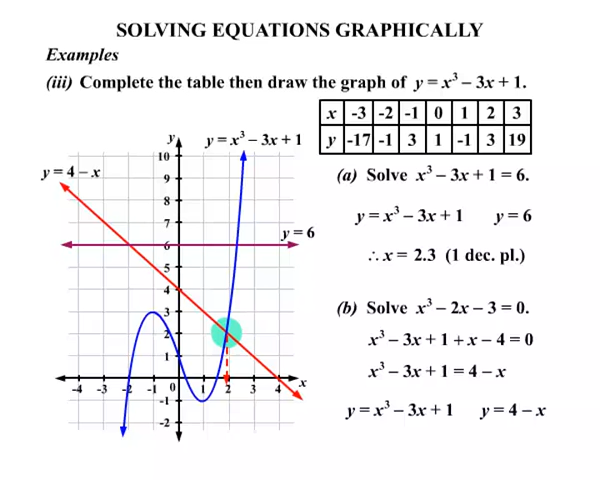 SOLVING EQUATIONS GRAPHICALLY
Examples
(iii) Complete the table then draw the graph of y = x³ – 3x + 1.
x -3 -2 -1 0 1 2 3
y -17 -1 3 1 -1 3 19
y y = x³ – 3x + 1
y = 4 – x
y = 6
10
9
8
7
6
5
4
3
2
1
-4 -3 -2 -1 0 1 2 3 4 x
-1
-2
(a) Solve x³ – 3x + 1 = 6.
y = x³ – 3x + 1 y = 6
∴ x = 2.3 (1 dec. pl.)
(b) Solve x³ – 2x – 3 = 0.
x³ – 3x + 1 + x – 4 = 0
x³ – 3x + 1 = 4 – x
y = x³ – 3x + 1 y = 4 – x